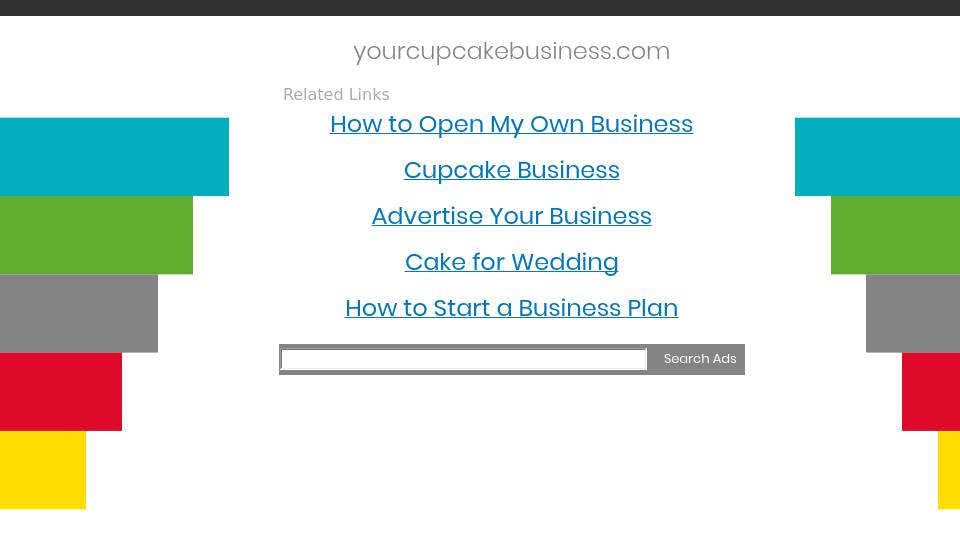 yourcupcakebusiness.com
Related Links
How to Open My Own Business
Cupcake Business
Advertise Your Business
Cake for Wedding
How to Start a Business Plan
Search Ads